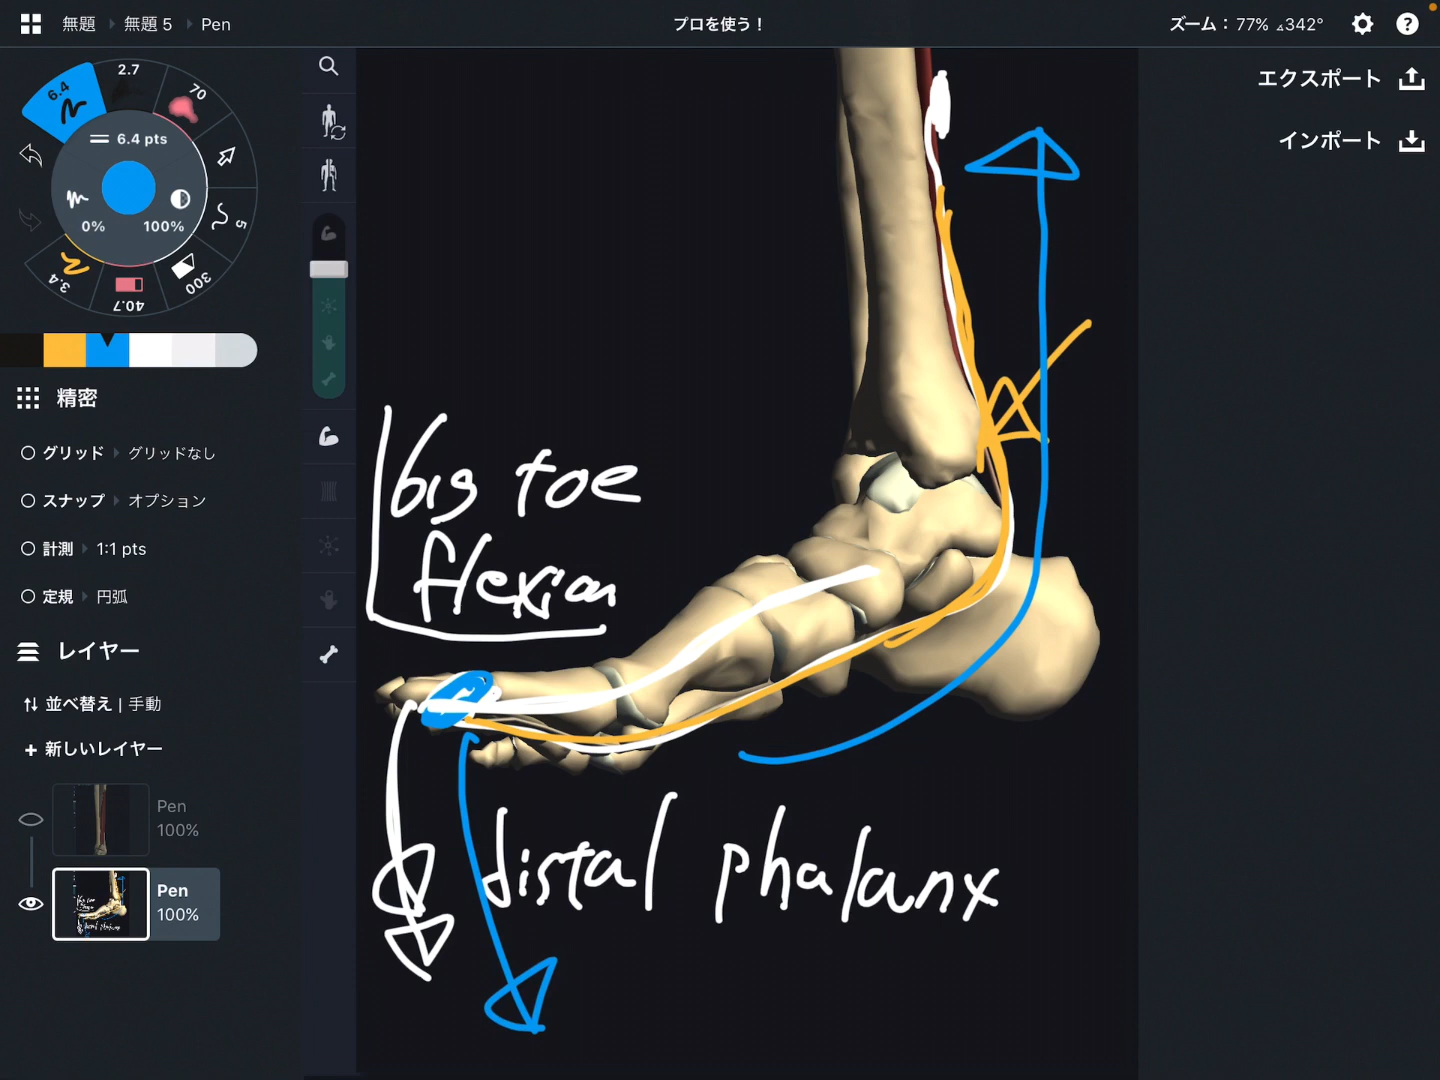 無題 無題 5 Pen
プロを使う！
ズーム： 77% ⦟342°
エクスポート
インポート
2.7
6.4
70
6.4 pts
0%
100%
5
300
40.7
3.4
精密
グリッド グリッドなし
スナップ オプション
計測 1:1 pts
定規 円弧
レイヤー
並べ替え | 手動
+ 新しいレイヤー
Pen
100%
Pen
100%
big toe
flexion
distal phalanx